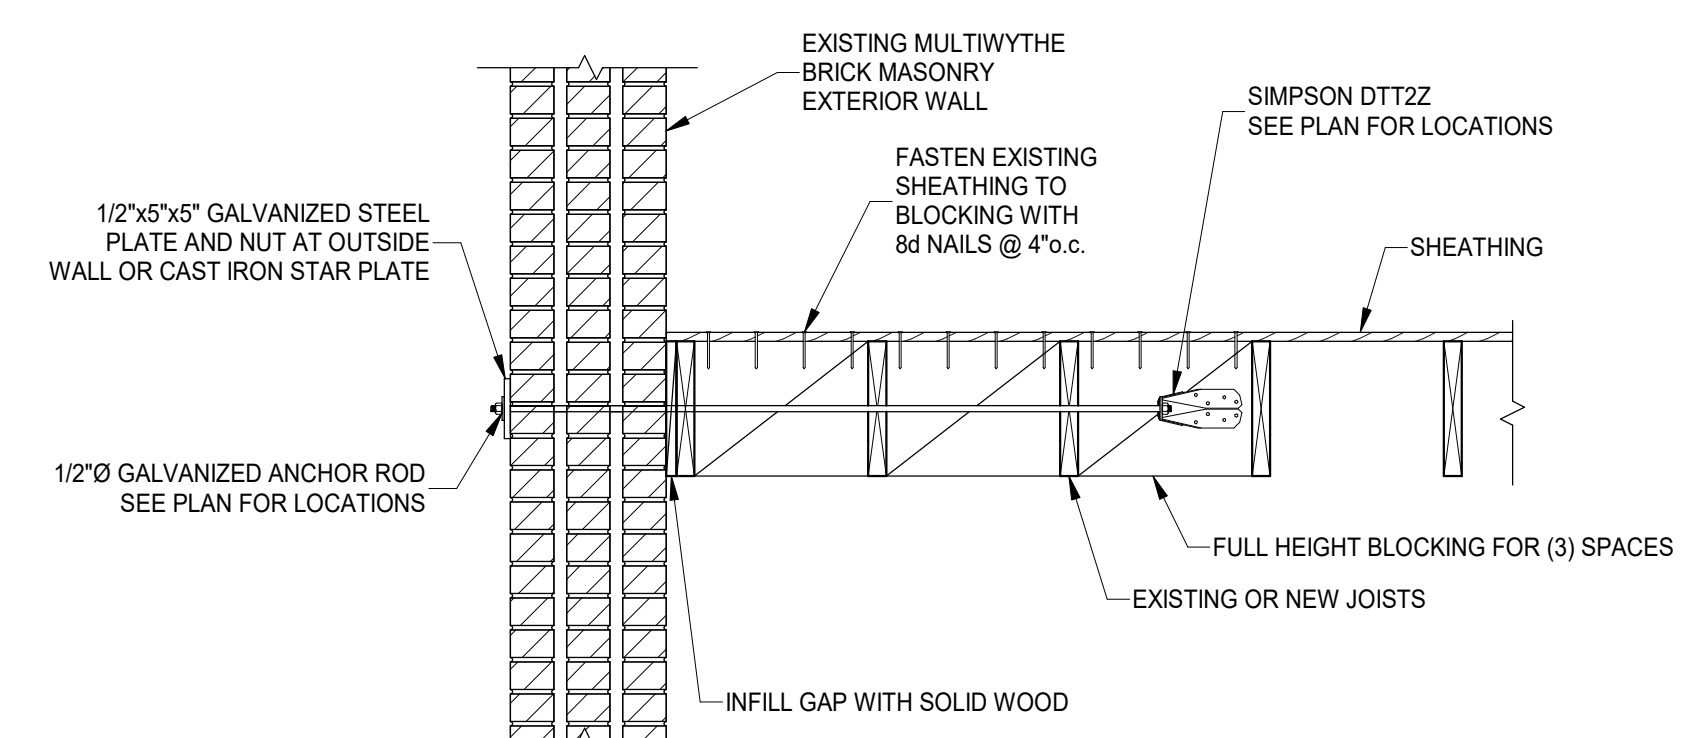 EXISTING MULTIWYTHE
BRICK MASONRY
EXTERIOR WALL
SIMPSON DTT2Z
SEE PLAN FOR LOCATIONS
FASTEN EXISTING
SHEATHING TO
BLOCKING WITH
8d NAILS @ 4"o.c.
1/2"x5"x5" GALVANIZED STEEL
PLATE AND NUT AT OUTSIDE
WALL OR CAST IRON STAR PLATE
SHEATHING
1/2"Ø GALVANIZED ANCHOR ROD
SEE PLAN FOR LOCATIONS
FULL HEIGHT BLOCKING FOR (3) SPACES
EXISTING OR NEW JOISTS
INFILL GAP WITH SOLID WOOD